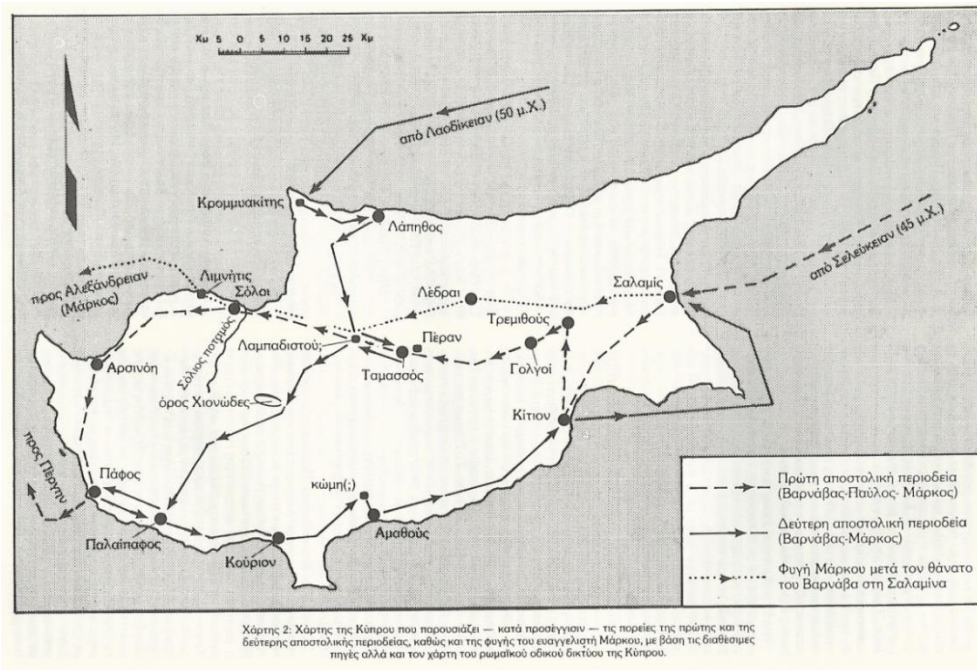 Χμ 5 0 5 10 15 20 25 Χμ
από Λαοδίκειαν (50 μ.Χ.)
Κρομμυακίτης
Λάπηθος
από Σελεύκειαν (45 μ.Χ.)
προς Αλεξάνδρειαν
(Μάρκος)
Λιμνήτις
Σόλοι
Λέδραι
Σαλαμίς
Τρεμιθούς
Σόλιος ποταμός
Λαμπαδιστού;
Πέραν
Ταμασσός
Γολγοί
Αρσινόη
όρος Χιονώδες
Κίτιον
προς Πέργην
Πάφος
κώμη(;)
Παλαίπαφος
Κούριον
Αμαθούς
Πρώτη αποστολική περιοδεία
(Βαρνάβας-Παύλος- Μάρκος)
Δεύτερη αποστολική περιοδεία
(Βαρνάβας-Μάρκος)
Φυγή Μάρκου μετά τον θάνατο
του Βαρνάβα στη Σαλαμίνα
Χάρτης 2: Χάρτης της Κύπρου που παρουσιάζει — κατά προσέγγισιν — τις πορείες της πρώτης και της
δεύτερης αποστολικής περιοδείας, καθώς και της φυγής του ευαγγελιστή Μάρκου, με βάση τις διαθέσιμες
πηγές αλλά και τον χάρτη του ρωμαϊκού οδικού δικτύου της Κύπρου.